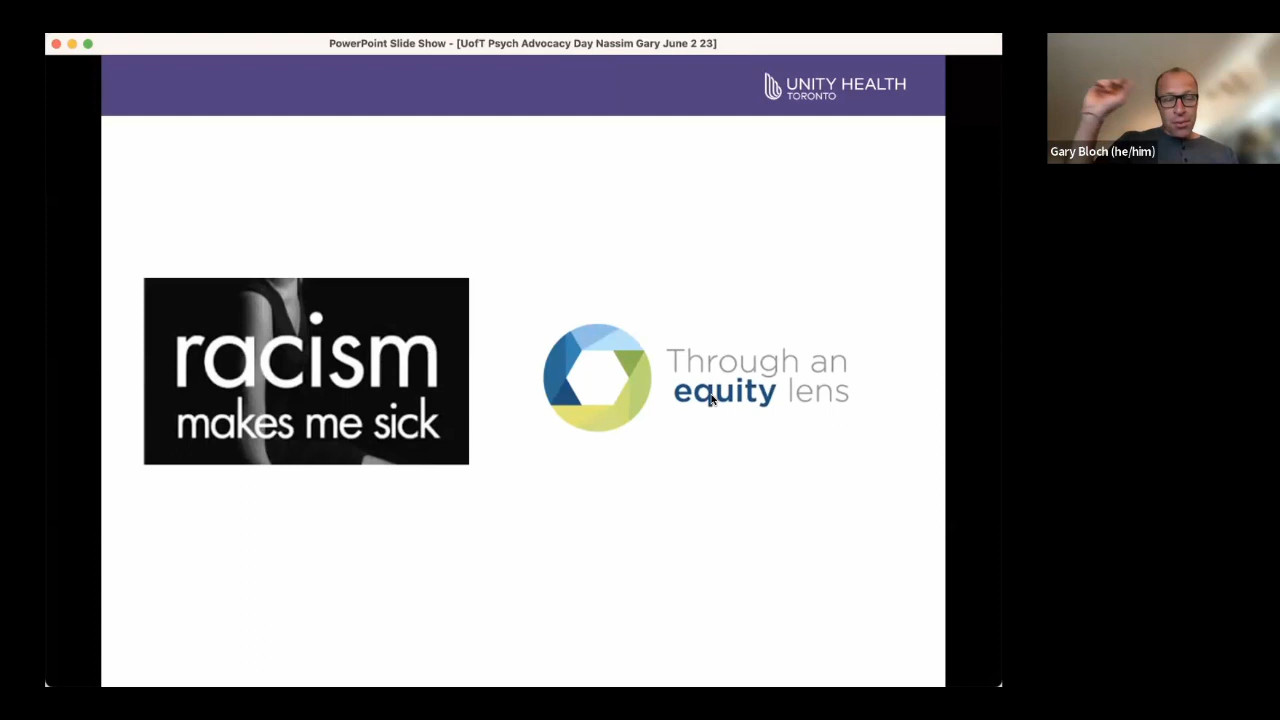 PowerPoint Slide Show - [UofT Psych Advocacy Day Nassim Gary June 2 23]
UNITY HEALTH
TORONTO
Gary Bloch (he/him)
racism
makes me sick
Through an
equity lens